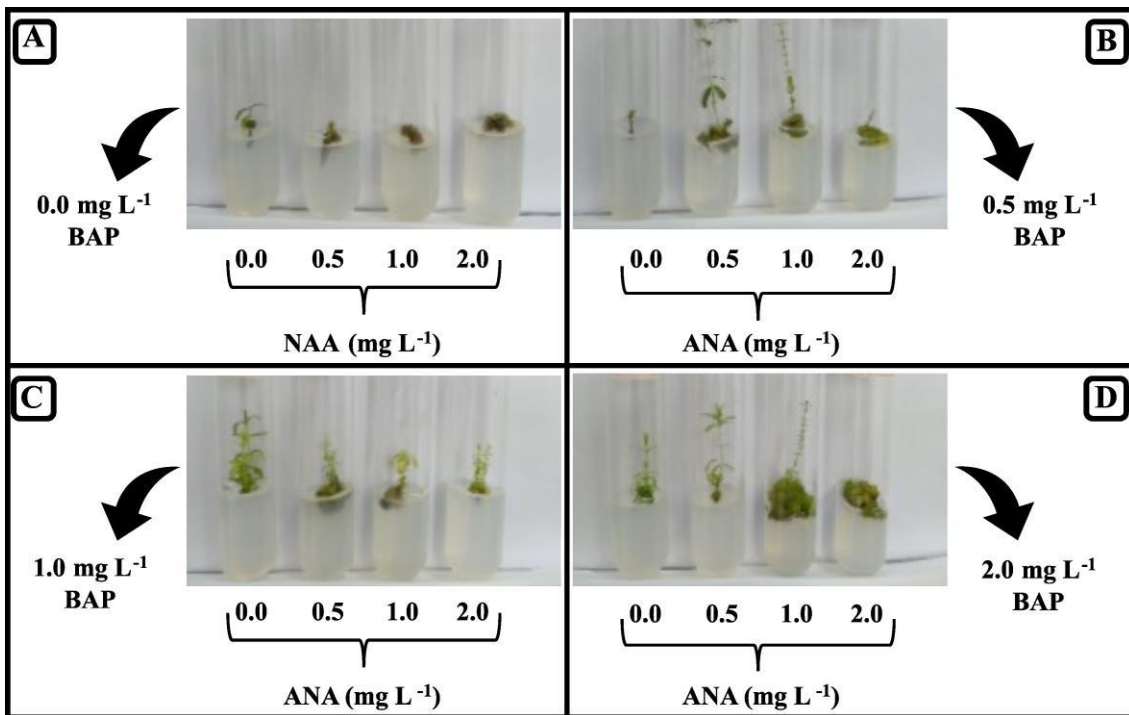 A
0.0 mg L-1
BAP
0.0 0.5 1.0 2.0
NAA (mg L-1)
B
0.5 mg L-1
BAP
0.0 0.5 1.0 2.0
ANA (mg L-1)
C
1.0 mg L-1
BAP
0.0 0.5 1.0 2.0
ANA (mg L-1)
D
2.0 mg L-1
BAP
0.0 0.5 1.0 2.0
ANA (mg L-1)